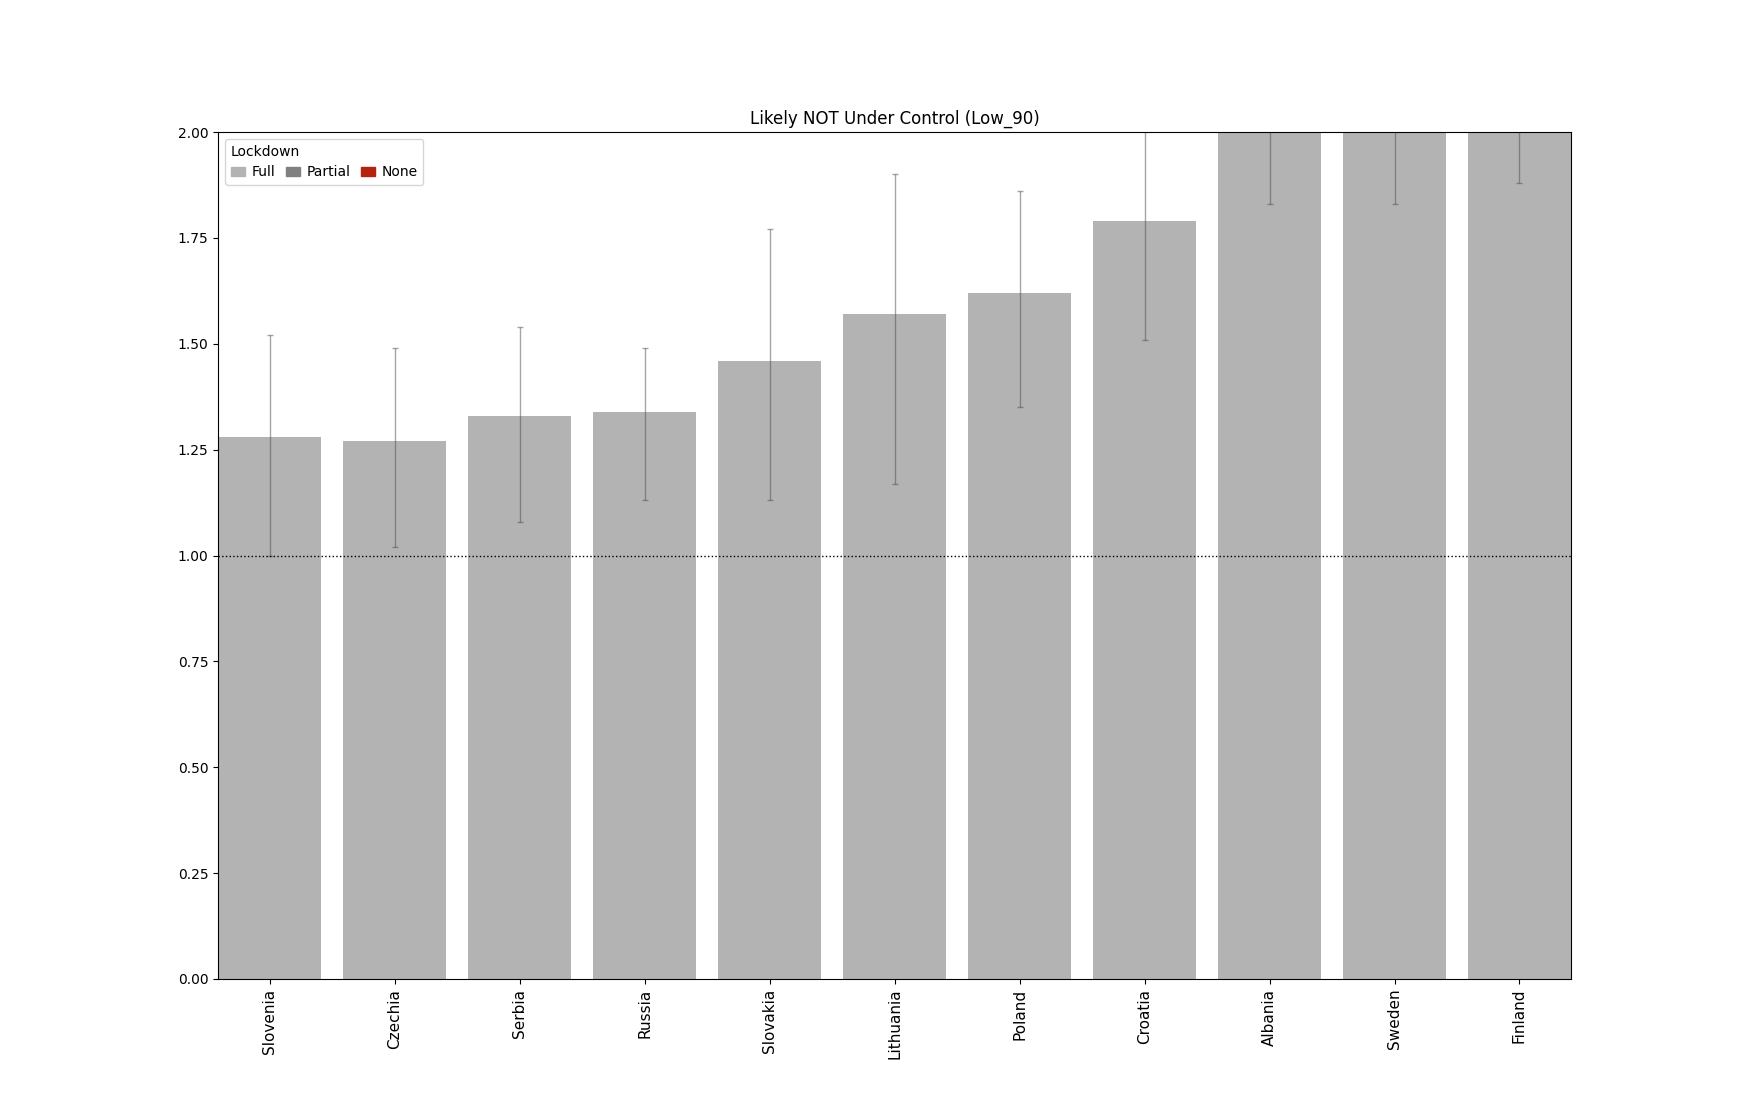 Likely NOT Under Control (Low_90)
Lockdown
Full Partial None
2.00
1.75
1.50
1.25
1.00
0.75
0.50
0.25
0.00
Slovenia
Czechia
Serbia
Russia
Slovakia
Lithuania
Poland
Croatia
Albania
Sweden
Finland